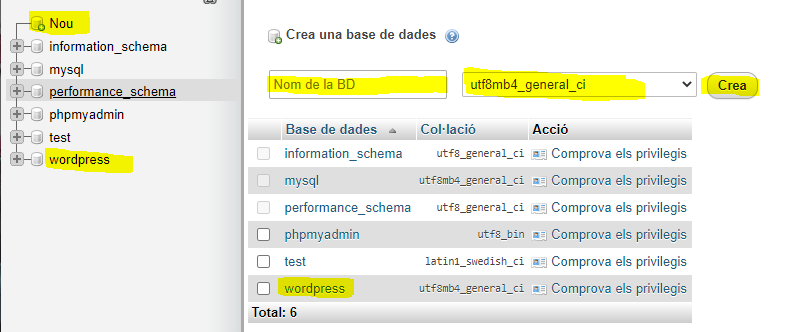 Nou
information_schema
mysql
performance_schema
phpmyadmin
test
wordpress
Crea una base de dades
Nom de la BD utf8mb4_general_ci Crea
Base de dades Col·lació Acció
information_schema utf8_general_ci Comprova els privilegis
mysql utf8mb4_general_ci Comprova els privilegis
performance_schema utf8_general_ci Comprova els privilegis
phpmyadmin utf8_bin Comprova els privilegis
test latin1_swedish_ci Comprova els privilegis
wordpress utf8mb4_general_ci Comprova els privilegis
Total: 6